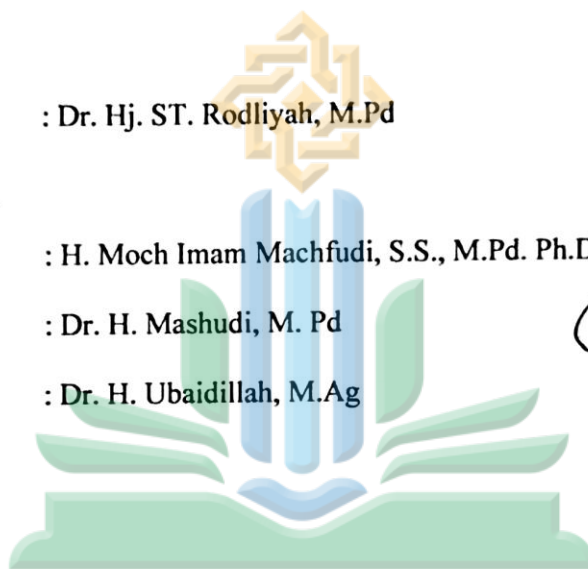 : Dr. Hj. ST. Rodliyah, M.Pd
: H. Moch Imam Machfudi, S.S., M.Pd. Ph.D
: Dr. H. Mashudi, M. Pd
: Dr. H. Ubaidillah, M.Ag